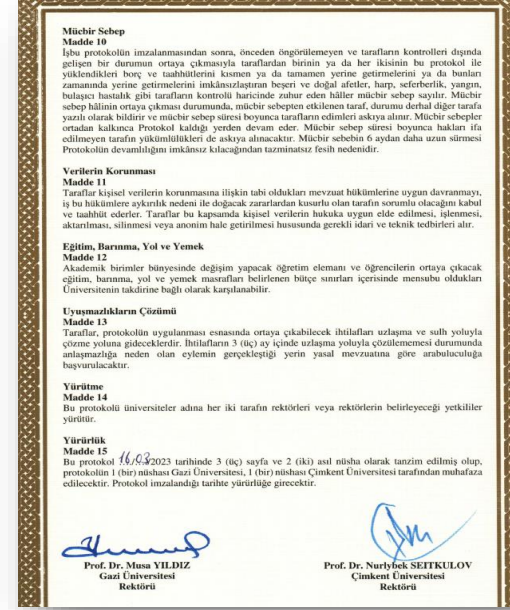 Mücbir Sebep
Madde 10
İşbu protokolün imzalanmasından sonra, önceden öngörülemeyen ve tarafların kontrolleri dışında
gelişen bir durumun ortaya çıkmasıyla taraflardan birinin ya da her ikisinin bu protokol ile
yüklendikleri borç ve taahhütlerini kısmen ya da tamamen yerine getirmelerini ya da bunları
zamanında yerine getirmelerini imkânsızlaştıran beşeri ve doğal afetler, harp, seferberlik, yangın,
bulaşıcı hastalık gibi tarafların kontrolü haricinde zuhur eden hâller mücbir sebep sayılır. Mücbir
sebep hâlinin ortaya çıkması durumunda, mücbir sebepten etkilenen taraf, durumu derhal diğer tarafa
yazılı olarak bildirir ve mücbir sebep süresi boyunca tarafların edimleri askıya alınır. Mücbir sebepler
ortadan kalkınca Protokol kaldığı yerden devam eder. Mücbir sebep süresi boyunca hakları ifa
edilmeyen tarafın yükümlülükleri de askıya alınacaktır. Mücbir sebebin 6 aydan daha uzun sürmesi
Protokolün devamlılığını imkânsız kılacağından tazminatsız fesih nedenidir.
Verilerin Korunması
Madde 11
Taraflar kişisel verilerin korunmasına ilişkin tabi oldukları mevzuat hükümlerine uygun davranmayı,
iş bu hükümlere aykırılık nedeni ile doğacak zararlardan kusurlu olan tarafın sorumlu olacağını kabul
ve taahhüt ederler. Taraflar bu kapsamda kişisel verilerin hukuka uygun elde edilmesi, işlenmesi,
aktarılması, silinmesi veya anonim hale getirilmesi hususunda gerekli idari ve teknik tedbirleri alır.
Eğitim, Barınma, Yol ve Yemek
Madde 12
Akademik birimler bünyesinde değişim yapacak öğretim elemanı ve öğrencilerin ortaya çıkacak
eğitim, barınma, yol ve yemek masrafları belirlenen bütçe sınırları içerisinde mensubu oldukları
Üniversitenin takdirine bağlı olarak karşılanabilir.
Uyuşmazlıkların Çözümü
Madde 13
Taraflar, protokolün uygulanması esnasında ortaya çıkabilecek ihtilafları uzlaşma ve sulh yoluyla
çözme yoluna gideceklerdir. İhtilafların 3 (üç) ay içinde uzlaşma yoluyla çözülememesi durumunda
anlaşmazlığa neden olan eylemin gerçekleştiği yerin yasal mevzuatına göre arabuluculuğa
başvurulacaktır.
Yürütme
Madde 14
Bu protokolü üniversiteler adına her iki tarafın rektörleri veya rektörlerin belirleyeceği yetkililer
yürütür.
Yürürlük
Madde 15
Bu protokol 16/03/2023 tarihinde 3 (üç) sayfa ve 2 (iki) asıl nüsha olarak tanzim edilmiş olup,
protokolün 1 (bir) nüshası Gazi Üniversitesi, 1 (bir) nüshası Çimkent Üniversitesi tarafından muhafaza
edilecektir. Protokol imzalandığı tarihte yürürlüğe girecektir.
Prof. Dr. Musa YILDIZ
Gazi Üniversitesi
Rektörü
Prof. Dr. Nurlybek SEITKULOV
Çimkent Üniversitesi
Rektörü